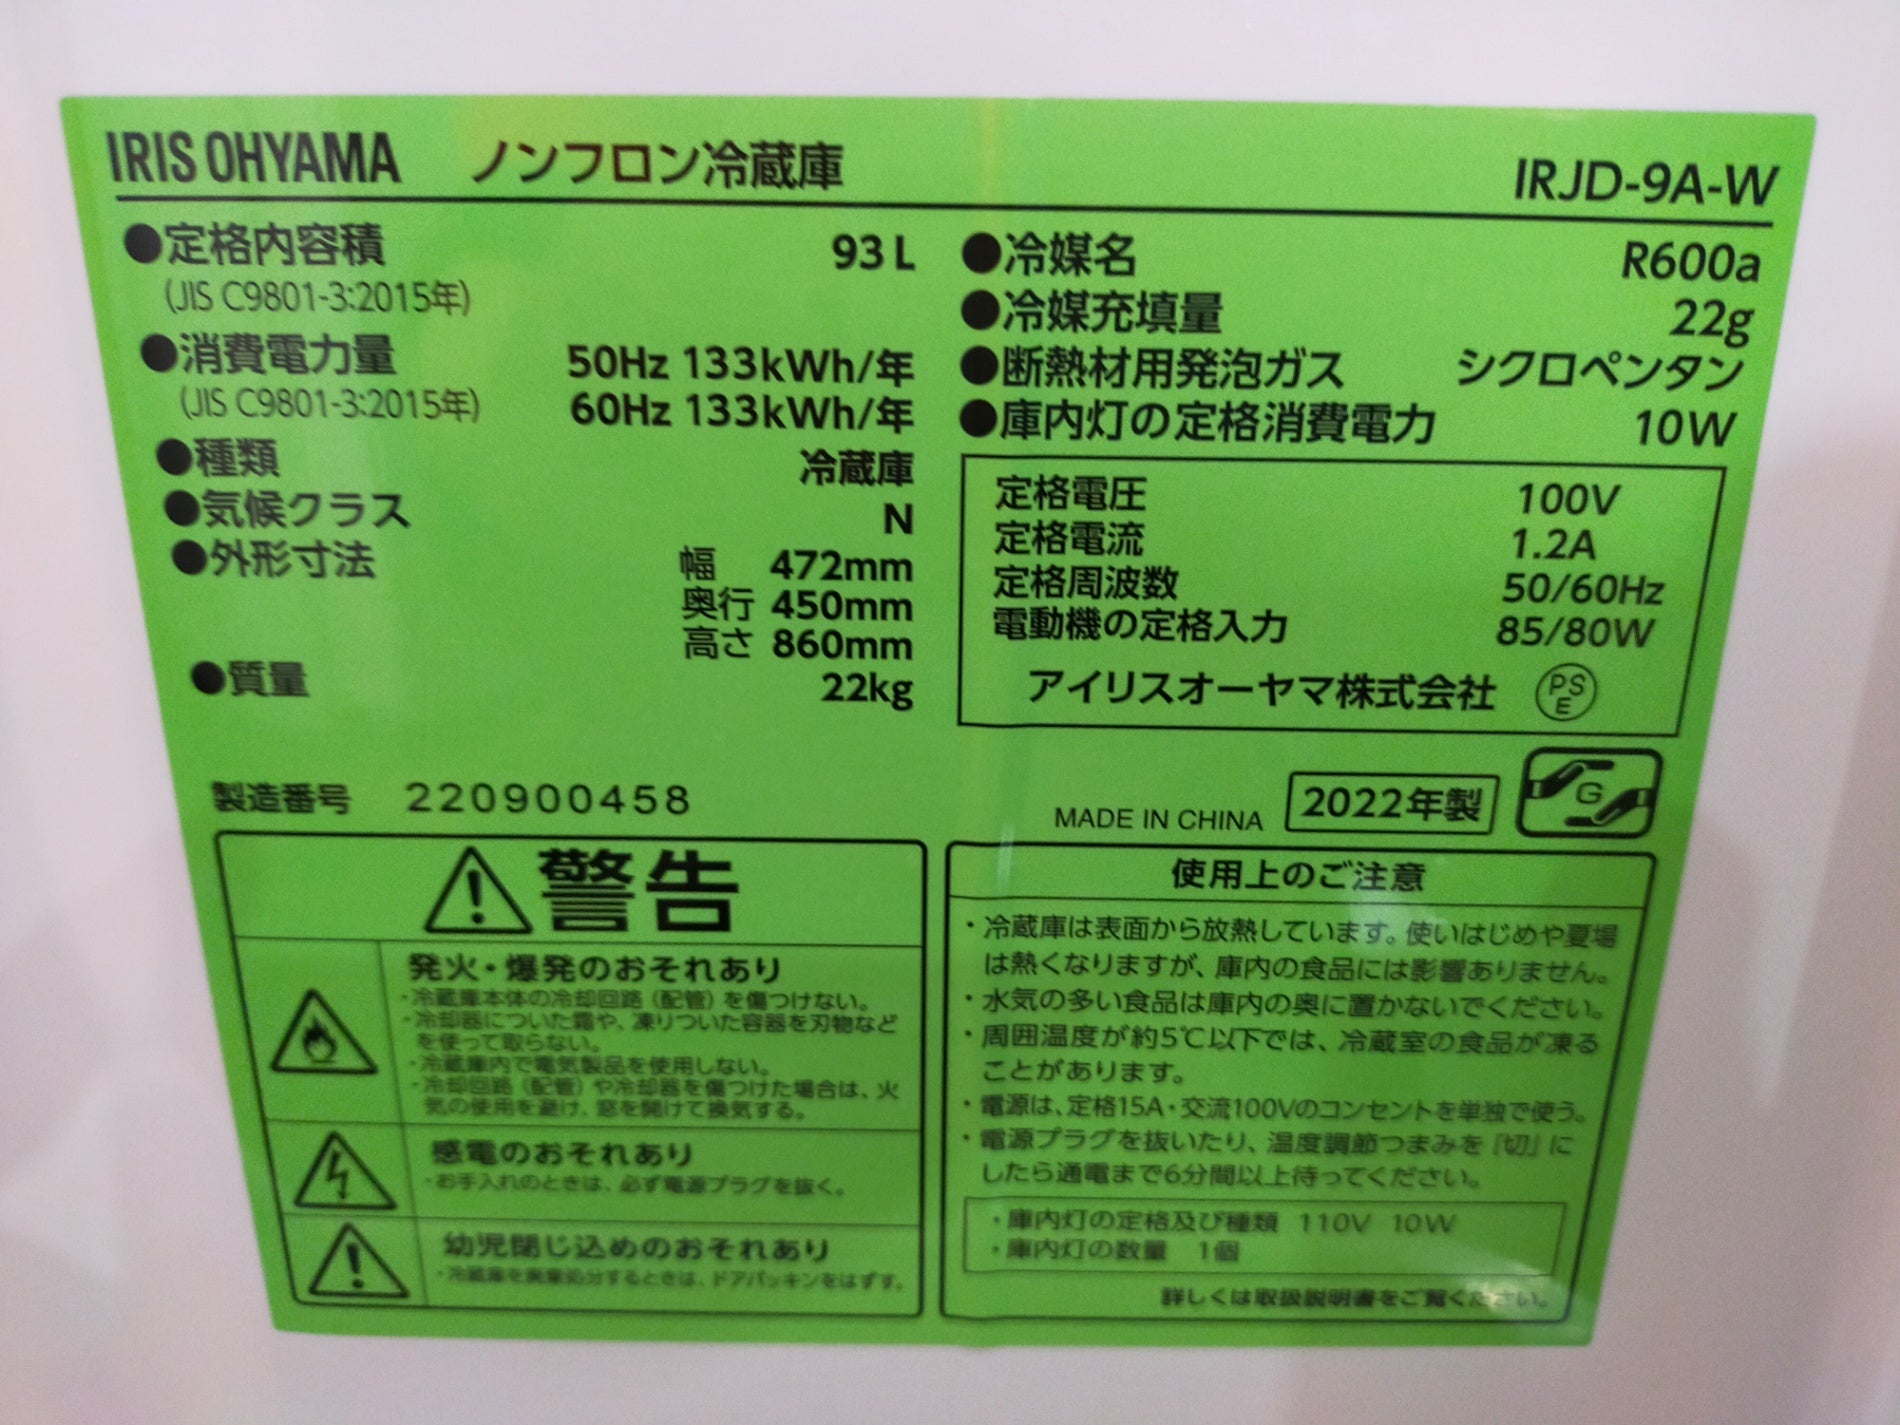 IRIS OHYAMA ノンフロン冷蔵庫 IRJD-9A-W
●定格内容積 93L
(JIS C9801-3:2015年)
●消費電力量 50Hz 133kWh/年
(JIS C9801-3:2015年) 60Hz 133kWh/年
●種類 冷蔵庫
●気候クラス N
●外形寸法 幅 472mm
奥行 450mm
高さ 860mm
●質量 22kg
●冷媒名 R600a
●冷媒充填量 22g
●断熱材用発泡ガス シクロペンタン
●庫内灯の定格消費電力 10W
定格電圧 100V
定格電流 1.2A
定格周波数 50/60Hz
電動機の定格入力 85/80W
アイリスオーヤマ株式会社 PSE
製造番号 220900458
MADE IN CHINA 2022年製 G
警告
発火・爆発のおそれあり
・冷蔵庫本体の冷却回路(配管)を傷つけない。
・冷却器についた霜や、凍りついた容器を刃物など
を使って取らない。
・冷蔵庫内で電気製品を使用しない。
・冷却回路(配管)や冷却器を傷つけた場合は、火
気の使用を避け、窓を開けて換気する。
感電のおそれあり
・お手入れのときは、必ず電源プラグを抜く。
幼児閉じ込めのおそれあり
・冷蔵庫を廃棄処分するときは、ドアパッキンをはずす。
使用上のご注意
・冷蔵庫は表面から放熱しています。使いはじめや夏場
は熱くなりますが、庫内の食品には影響ありません。
・水気の多い食品は庫内の奥に置かないでください。
・周囲温度が約5℃以下では、冷蔵室の食品が凍る
ことがあります。
・電源は、定格15A・交流100Vのコンセントを単独で使う。
・電源プラグを抜いたり、温度調節つまみを「切」に
したら通電まで6分間以上待ってください。
・庫内灯の定格及び種類 110V 10W
・庫内灯の数量 1個
詳しくは取扱説明書をご覧ください。